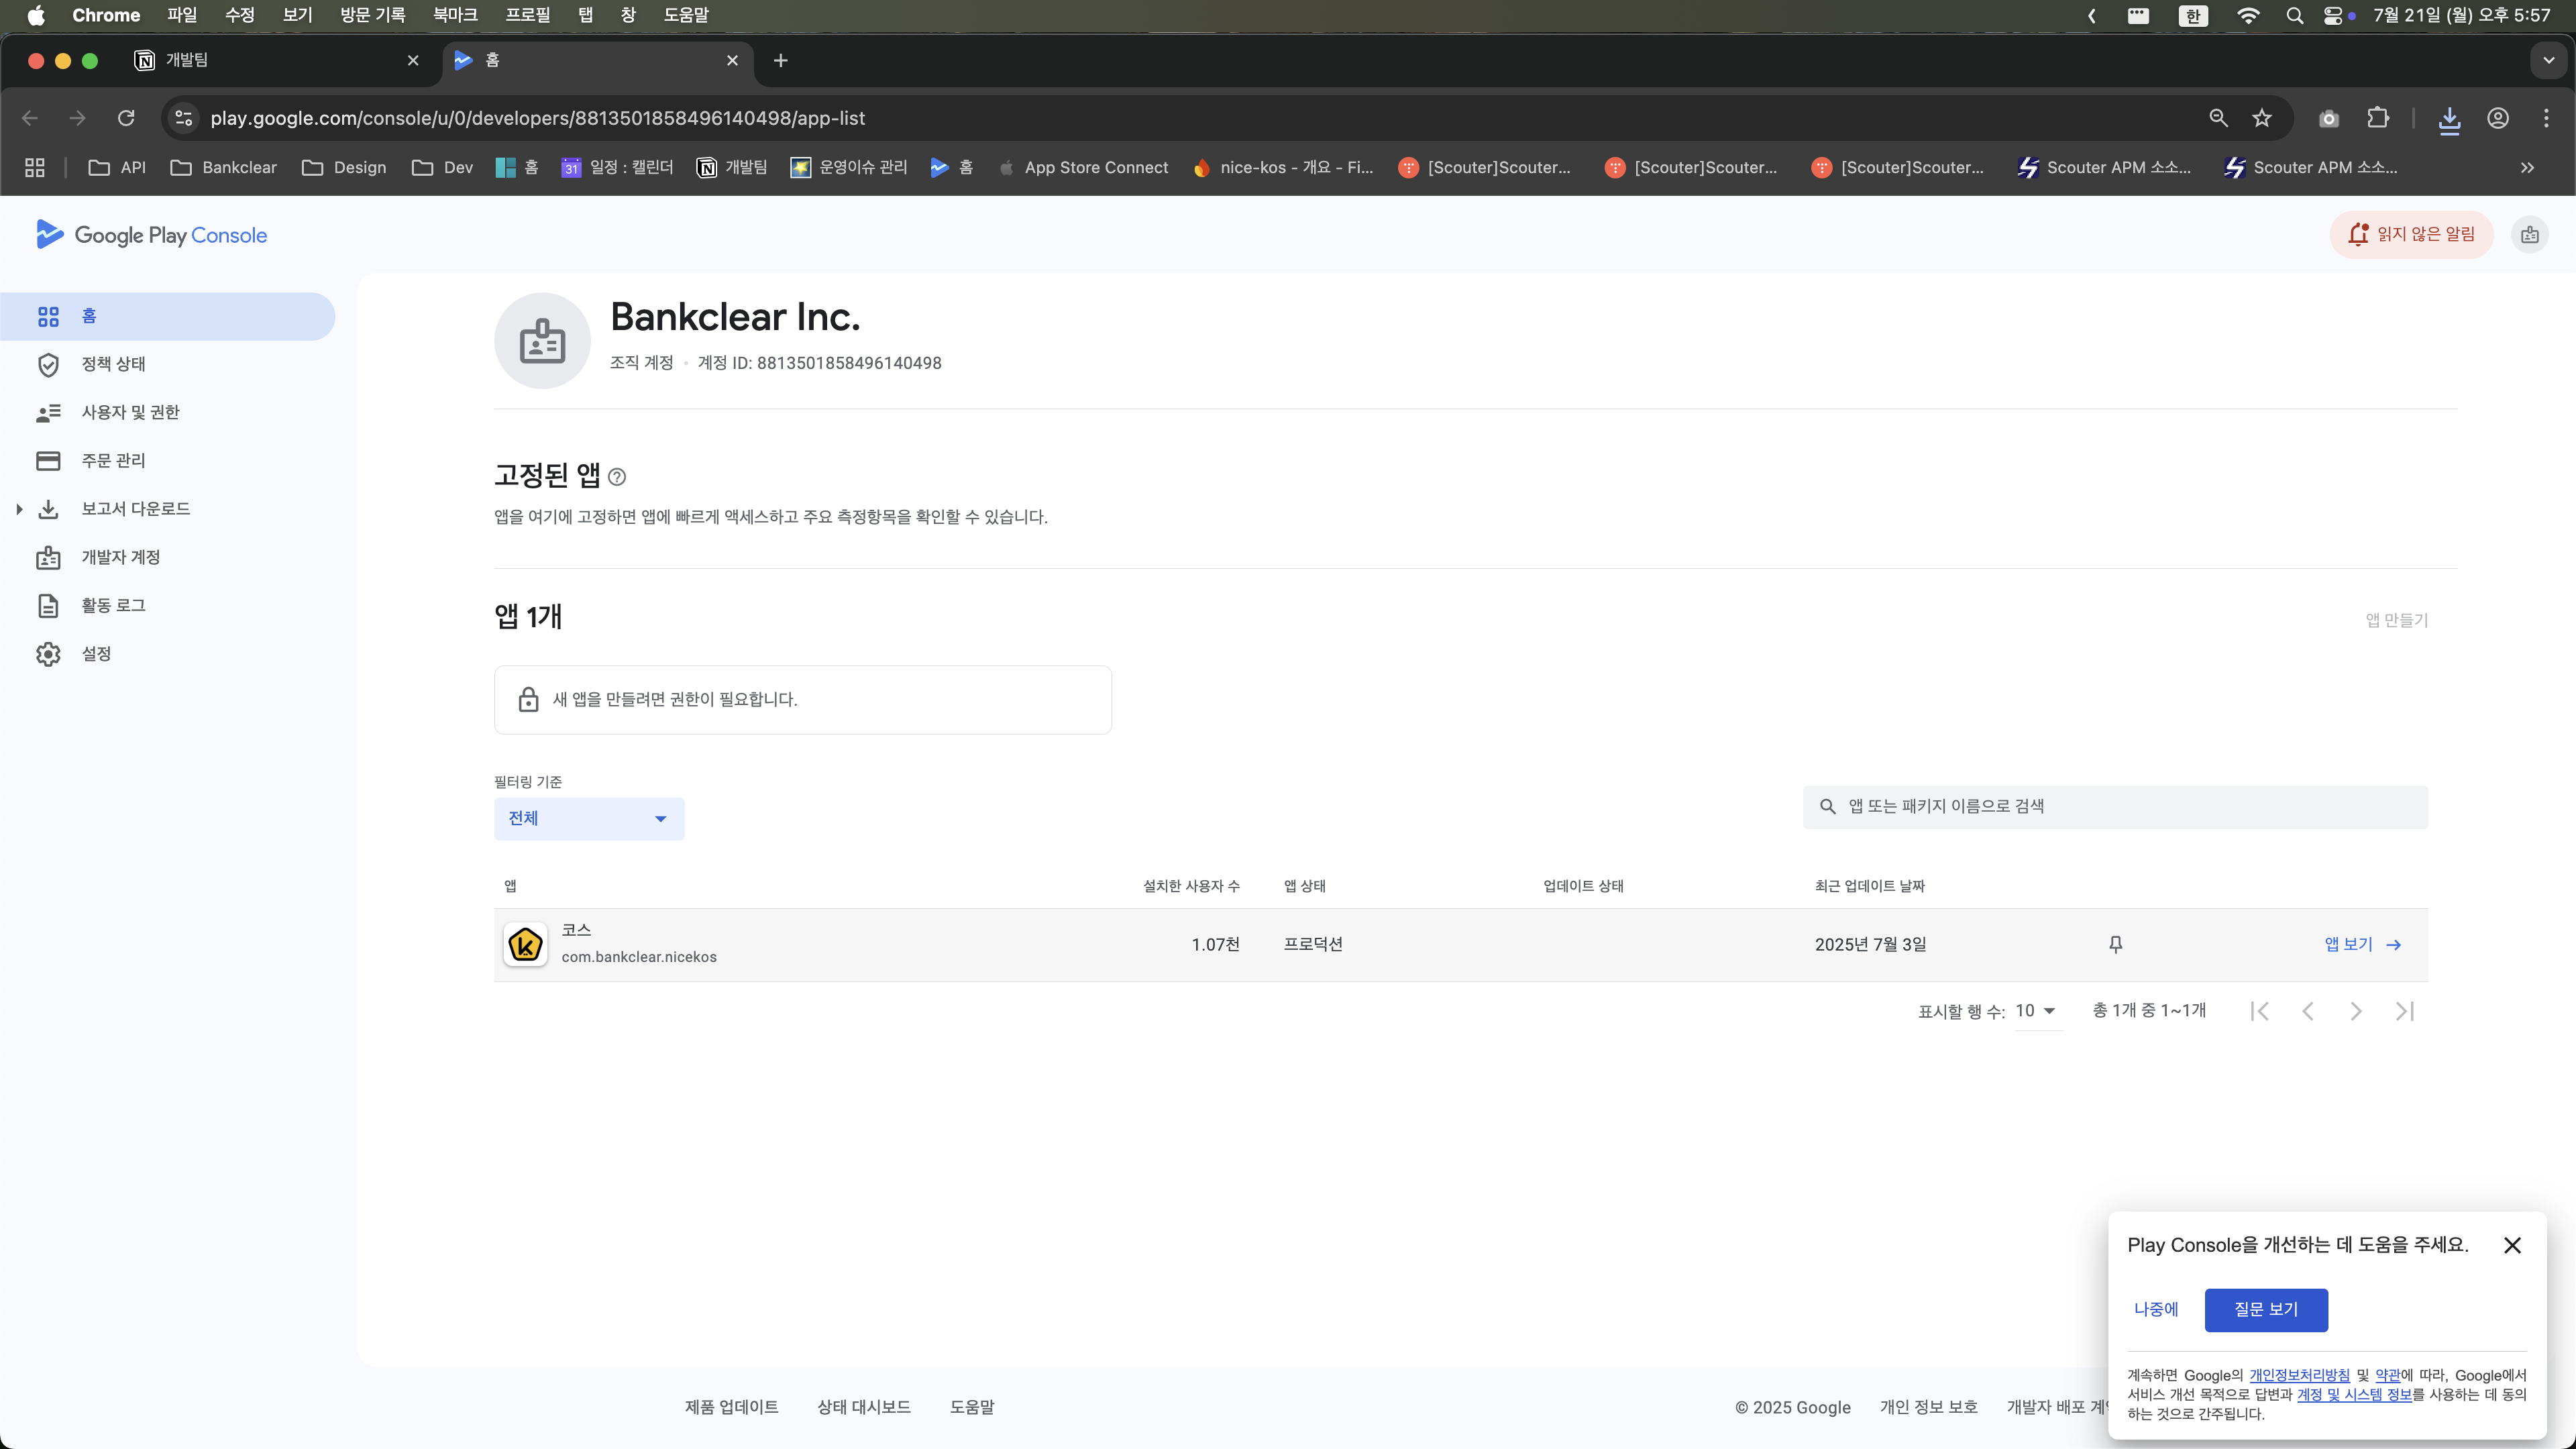 Chrome 파일 수정 보기 방문 기록 북마크 프로필 탭 창 도움말 한 7월 21일 (월) 오후 5:57
개발팀 홈
play.google.com/console/u/0/developers/8813501858496140498/app-list
API Bankclear Design Dev 홈 31 일정 : 캘린더 개발팀 운영이슈 관리 홈 App Store Connect nice-kos - 개요 - Fi... [Scouter]Scouter... [Scouter]Scouter... [Scouter]Scouter... Scouter APM 소소... Scouter APM 소소...
Google Play Console
읽지 않은 알림
홈
정책 상태
사용자 및 권한
주문 관리
보고서 다운로드
개발자 계정
활동 로그
설정
Bankclear Inc.
조직 계정 • 계정 ID: 8813501858496140498
고정된 앱
앱을 여기에 고정하면 앱에 빠르게 액세스하고 주요 측정항목을 확인할 수 있습니다.
앱 1개
앱 만들기
새 앱을 만들려면 권한이 필요합니다.
필터링 기준
전체
앱 또는 패키지 이름으로 검색
앱 설치한 사용자 수 앱 상태 업데이트 상태 최근 업데이트 날짜
코스
com.bankclear.nicekos
1.07천 프로덕션 2025년 7월 3일 앱 보기
표시할 행 수: 10 총 1개 중 1~1개
Play Console을 개선하는 데 도움을 주세요.
나중에 질문 보기
계속하면 Google의 개인정보처리방침 및 약관에 따라, Google에서
서비스 개선 목적으로 답변과 계정 및 시스템 정보를 사용하는 데 동의
하는 것으로 간주됩니다.
제품 업데이트 상태 대시보드 도움말 © 2025 Google 개인 정보 보호 개발자 배포